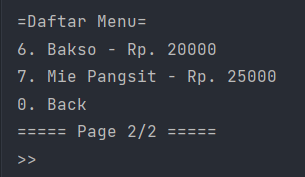 =Daftar Menu=
6. Bakso - Rp. 20000
7. Mie Pangsit - Rp. 25000
0. Back
===== Page 2/2 =====
>>